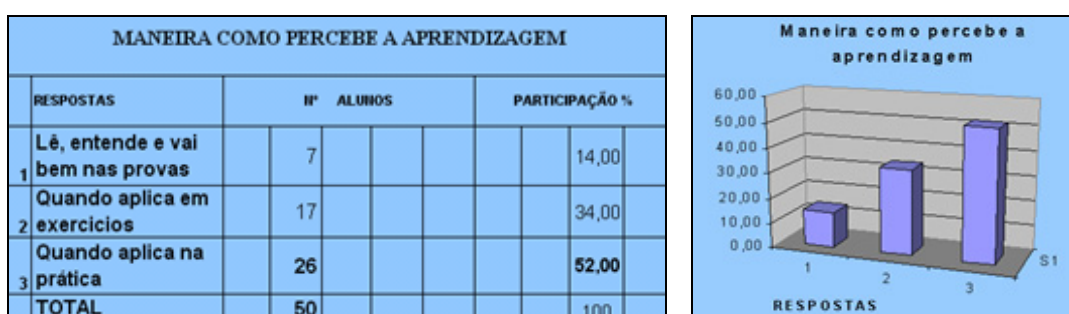 MANEIRA COMO PERCEBE A APRENDIZAGEM
RESPOSTAS Nº ALUNOS PARTICIPAÇÃO %
1 Lê, entende e vai bem nas provas 7 14,00
2 Quando aplica em exercicios 17 34,00
3 Quando aplica na prática 26 52,00
TOTAL 50 100
Maneira como percebe a
aprendizagem
60,00
50,00
40,00
30,00
20,00
10,00
0,00
1 2 3 S1
RESPOSTAS